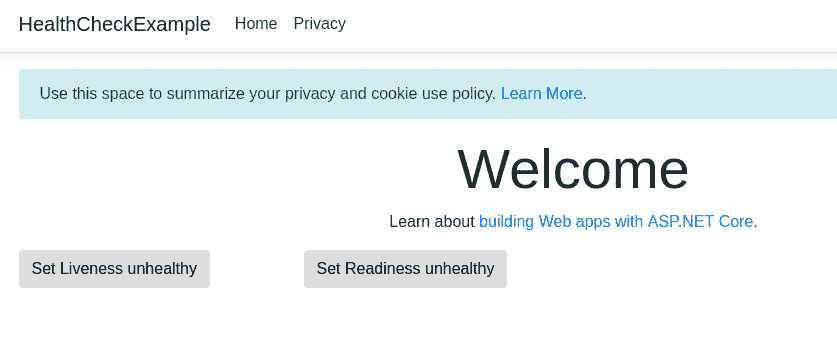 HealthCheckExample Home Privacy
Use this space to summarize your privacy and cookie use policy. Learn More.
Welcome
Learn about building Web apps with ASP.NET Core.
Set Liveness unhealthy Set Readiness unhealthy